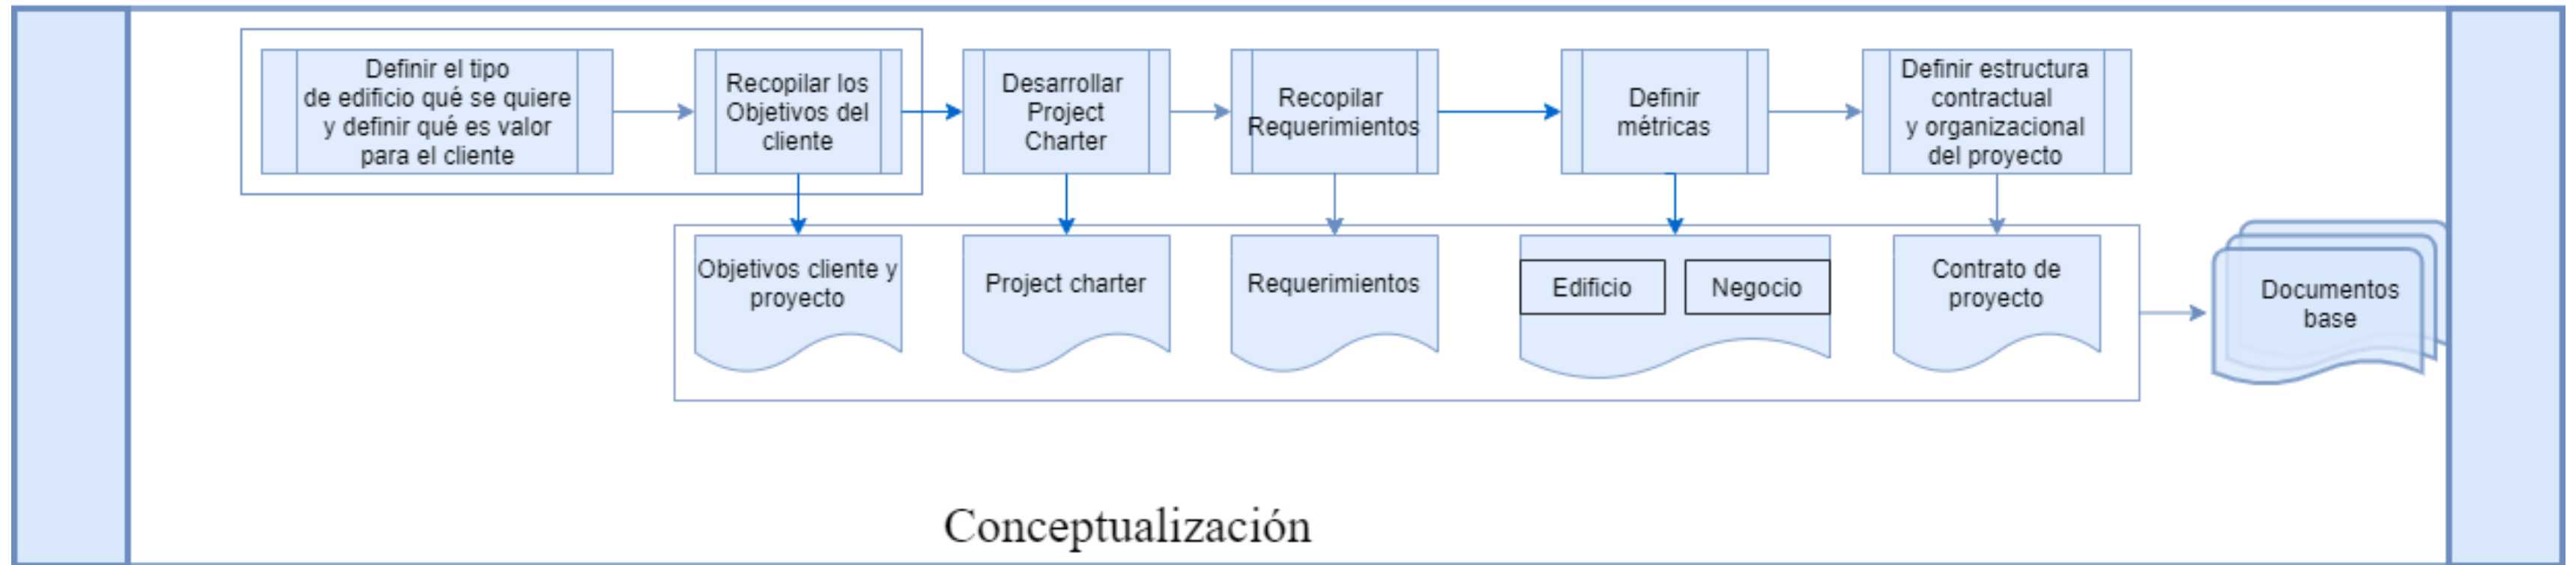 Definir el tipo
de edificio qué se quiere
y definir qué es valor
para el cliente
Recopilar los
Objetivos del
cliente
Desarrollar
Project
Charter
Recopilar
Requerimientos
Definir
métricas
Definir estructura
contractual
y organizacional
del proyecto
Objetivos cliente y
proyecto
Project charter
Requerimientos
Edificio
Negocio
Contrato de
proyecto
Documentos
base
Conceptualización